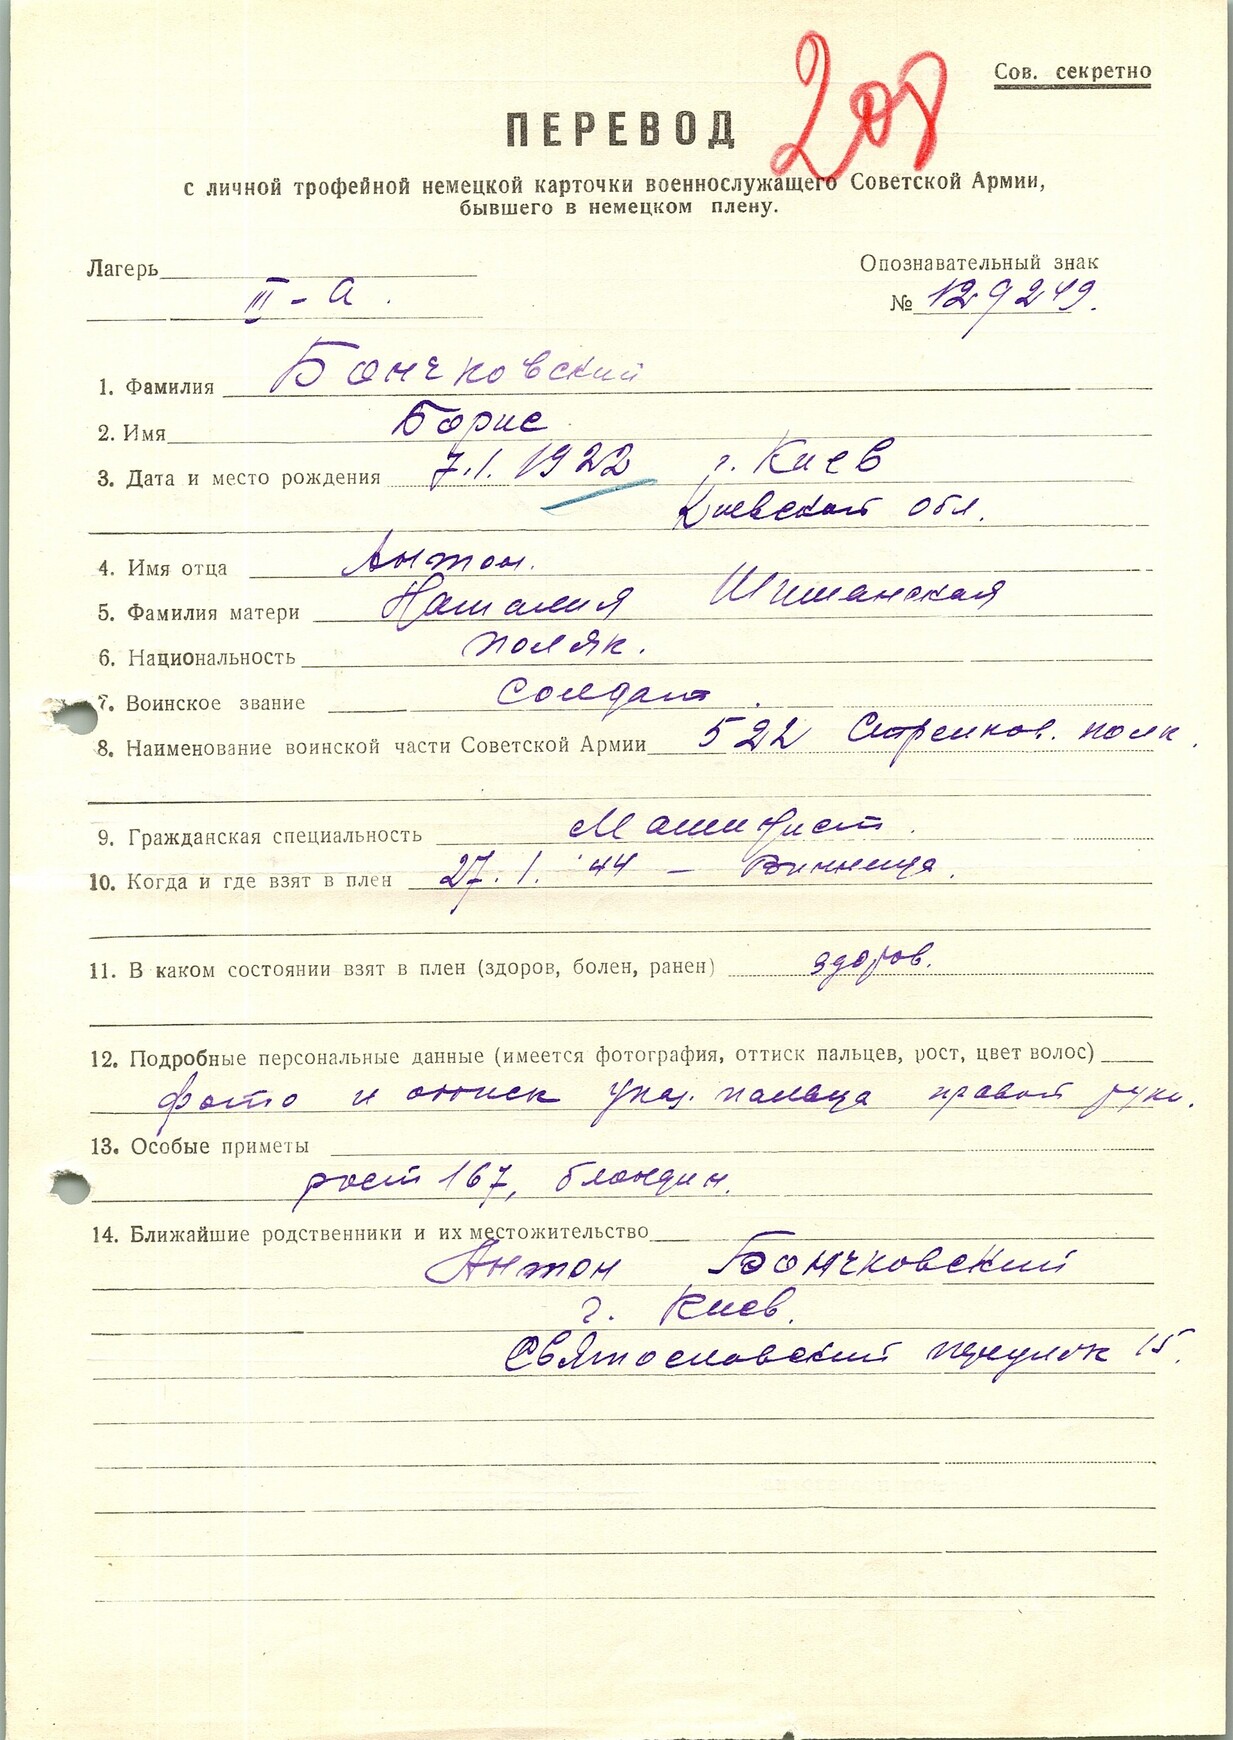 208
Сов. секретно
ПЕРЕВОД
с личной трофейной немецкой карточки военнослужащего Советской Армии,
бывшего в немецком плену.
Лагерь
III-а.
Опознавательный знак
№ 129249.
1. Фамилия Бончковский
2. Имя Борис
3. Дата и место рождения 7.1.1922 г. Киев
Киевской обл.
4. Имя отца Антон.
5. Фамилия матери Наталия Шиманская
6. Национальность поляк.
7. Воинское звание Солдат.
8. Наименование воинской части Советской Армии 522 Стрелков. полк.
9. Гражданская специальность Машинист.
10. Когда и где взят в плен 27.1.44 - Винница.
11. В каком состоянии взят в плен (здоров, болен, ранен) здоров.
12. Подробные персональные данные (имеется фотография, оттиск пальцев, рост, цвет волос)
фото и оттиск указ. пальца правой руки.
13. Особые приметы
рост 167, блондин.
14. Ближайшие родственники и их местожительство
Антон Бончковский
г. Киев.
Святославский переулок 15.